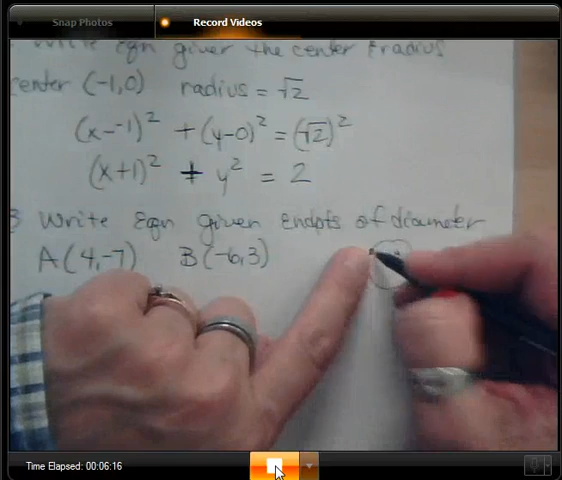 Snap Photos
Record Videos
Write Eqn given the center & radius
center (-1,0) radius = √2
(x--1)² + (y-0)² = (√2)²
(x+1)² + y² = 2
3 Write Eqn given endpts of diameter
A(4,-7) B(-6,3)
Time Elapsed: 00:06:16